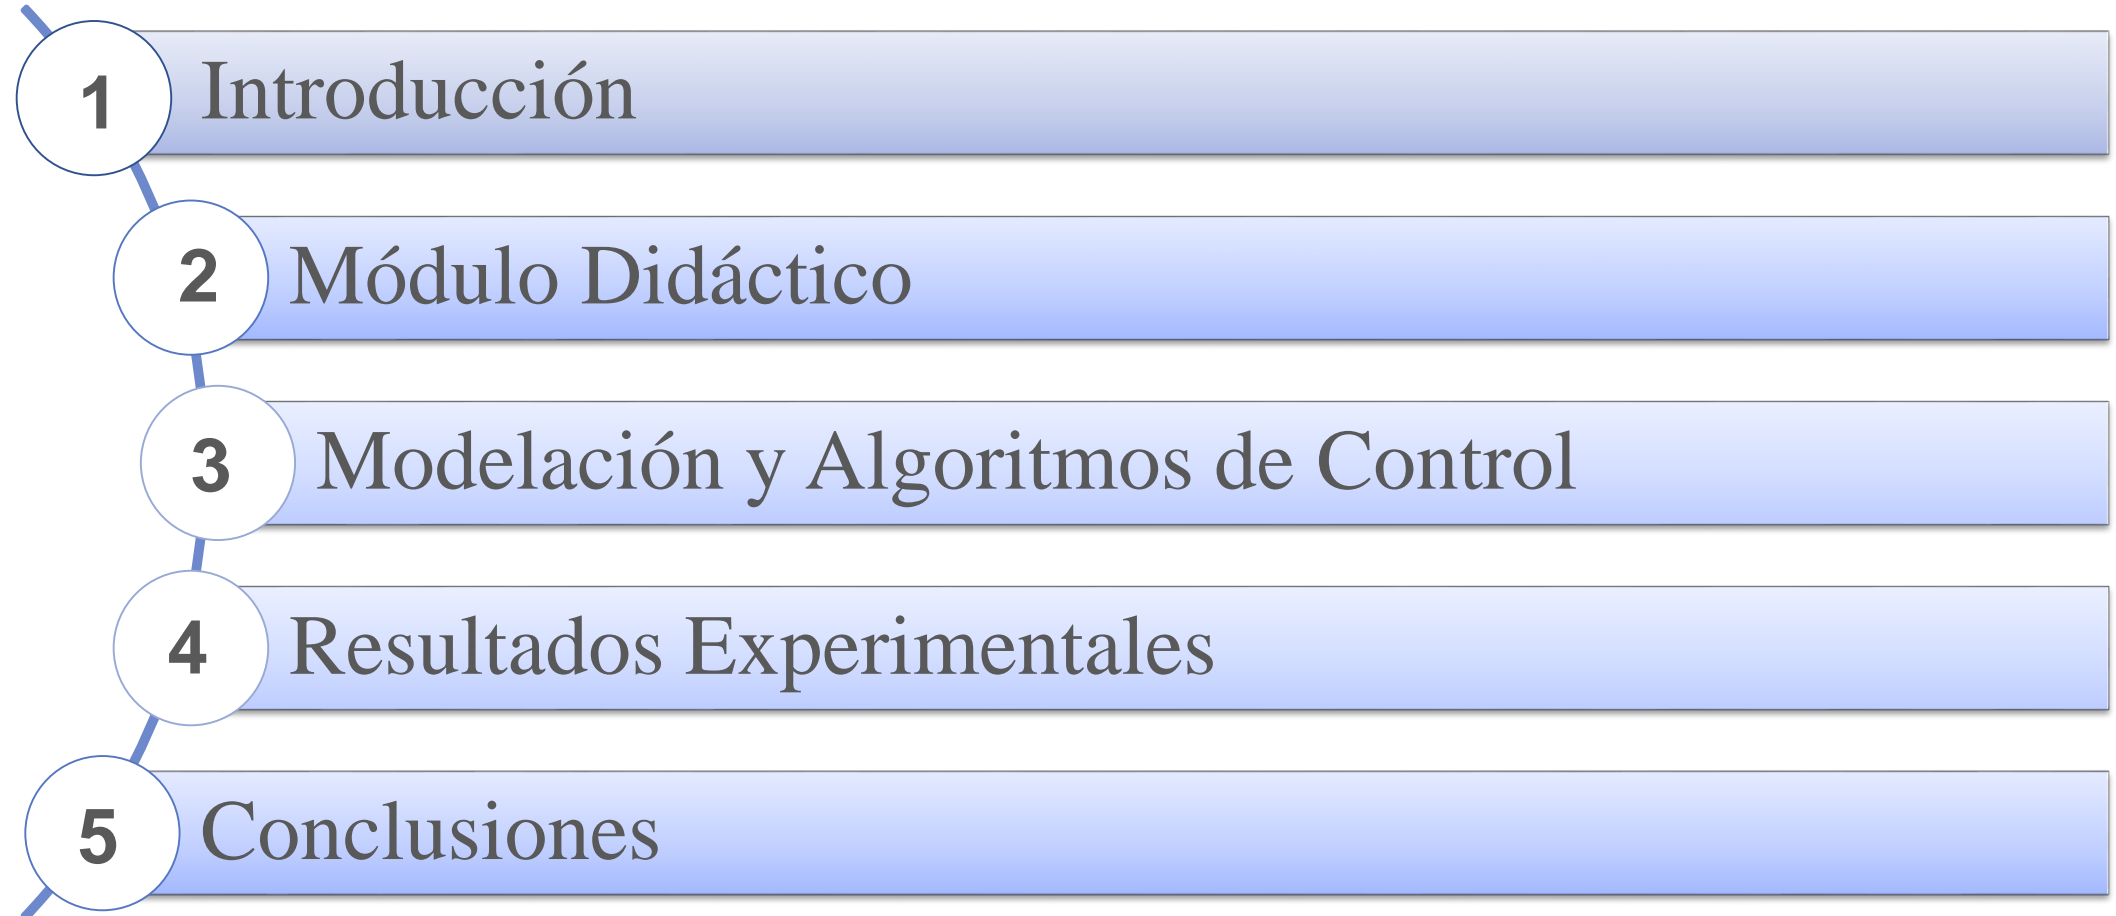 1 Introducción
2 Módulo Didáctico
3 Modelación y Algoritmos de Control
4 Resultados Experimentales
5 Conclusiones